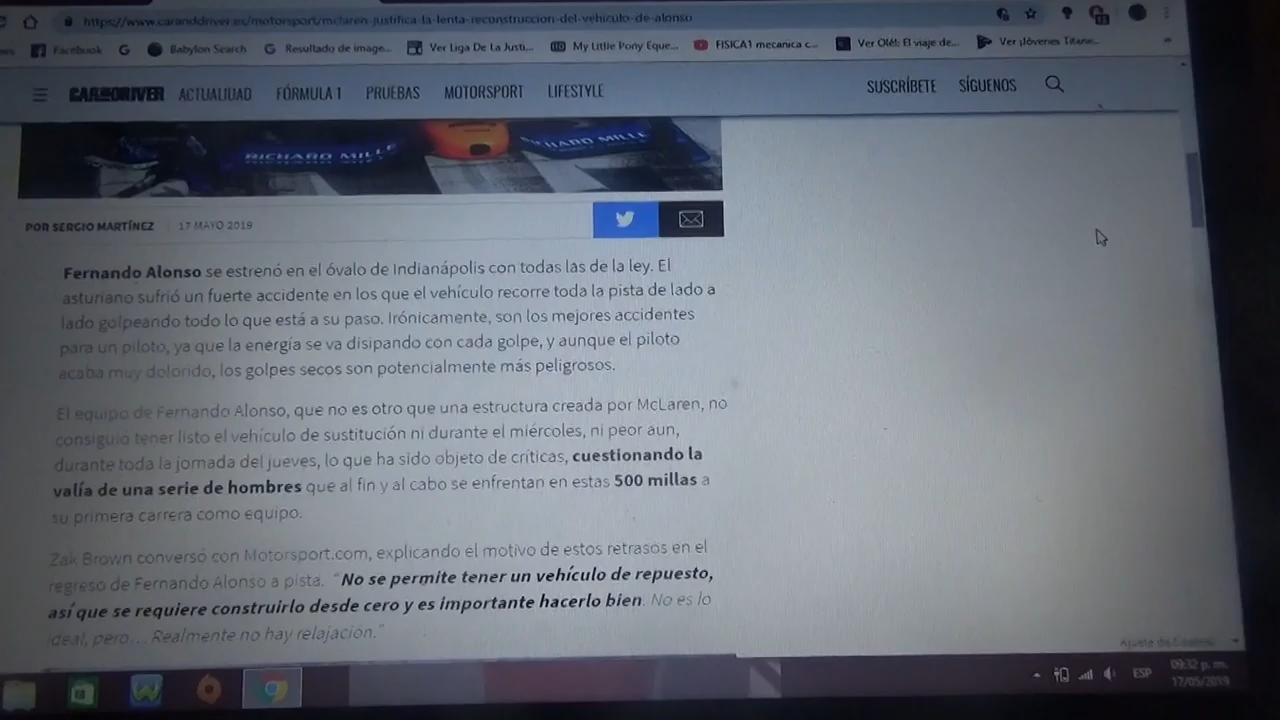 https://www.caranddriver.es/motorsport/mclaren-justifica-la-lenta-reconstruccion-del-vehiculo-de-alonso
Facebook
Babylon Search
Resultado de image...
Ver Liga De La Justi...
My Little Pony Eque...
FISICA1 mecanica c...
Ver Olé!: El viaje de...
Ver ¡Jóvenes Titane...
CAR AND DRIVER ACTUALIDAD FÓRMULA 1 PRUEBAS MOTORSPORT LIFESTYLE SUSCRÍBETE SÍGUENOS
RICHARD MILLE
RICHARD MILLE
POR SERGIO MARTÍNEZ 17 MAYO 2019
Fernando Alonso se estrenó en el óvalo de Indianápolis con todas las de la ley. El
asturiano sufrió un fuerte accidente en los que el vehículo recorre toda la pista de lado a
lado golpeando todo lo que está a su paso. Irónicamente, son los mejores accidentes
para un piloto, ya que la energía se va disipando con cada golpe, y aunque el piloto
acaba muy dolorido, los golpes secos son potencialmente más peligrosos.
El equipo de Fernando Alonso, que no es otro que una estructura creada por McLaren, no
consiguió tener listo el vehículo de sustitución ni durante el miércoles, ni peor aun,
durante toda la jornada del jueves, lo que ha sido objeto de críticas, cuestionando la
valía de una serie de hombres que al fin y al cabo se enfrentan en estas 500 millas a
su primera carrera como equipo.
Zak Brown conversó con Motorsport.com, explicando el motivo de estos retrasos en el
regreso de Fernando Alonso a pista. "No se permite tener un vehículo de repuesto,
así que se requiere construirlo desde cero y es importante hacerlo bien. No es lo
ideal, pero... Realmente no hay relajación."
ESP
09:32 p. m.
17/05/2019